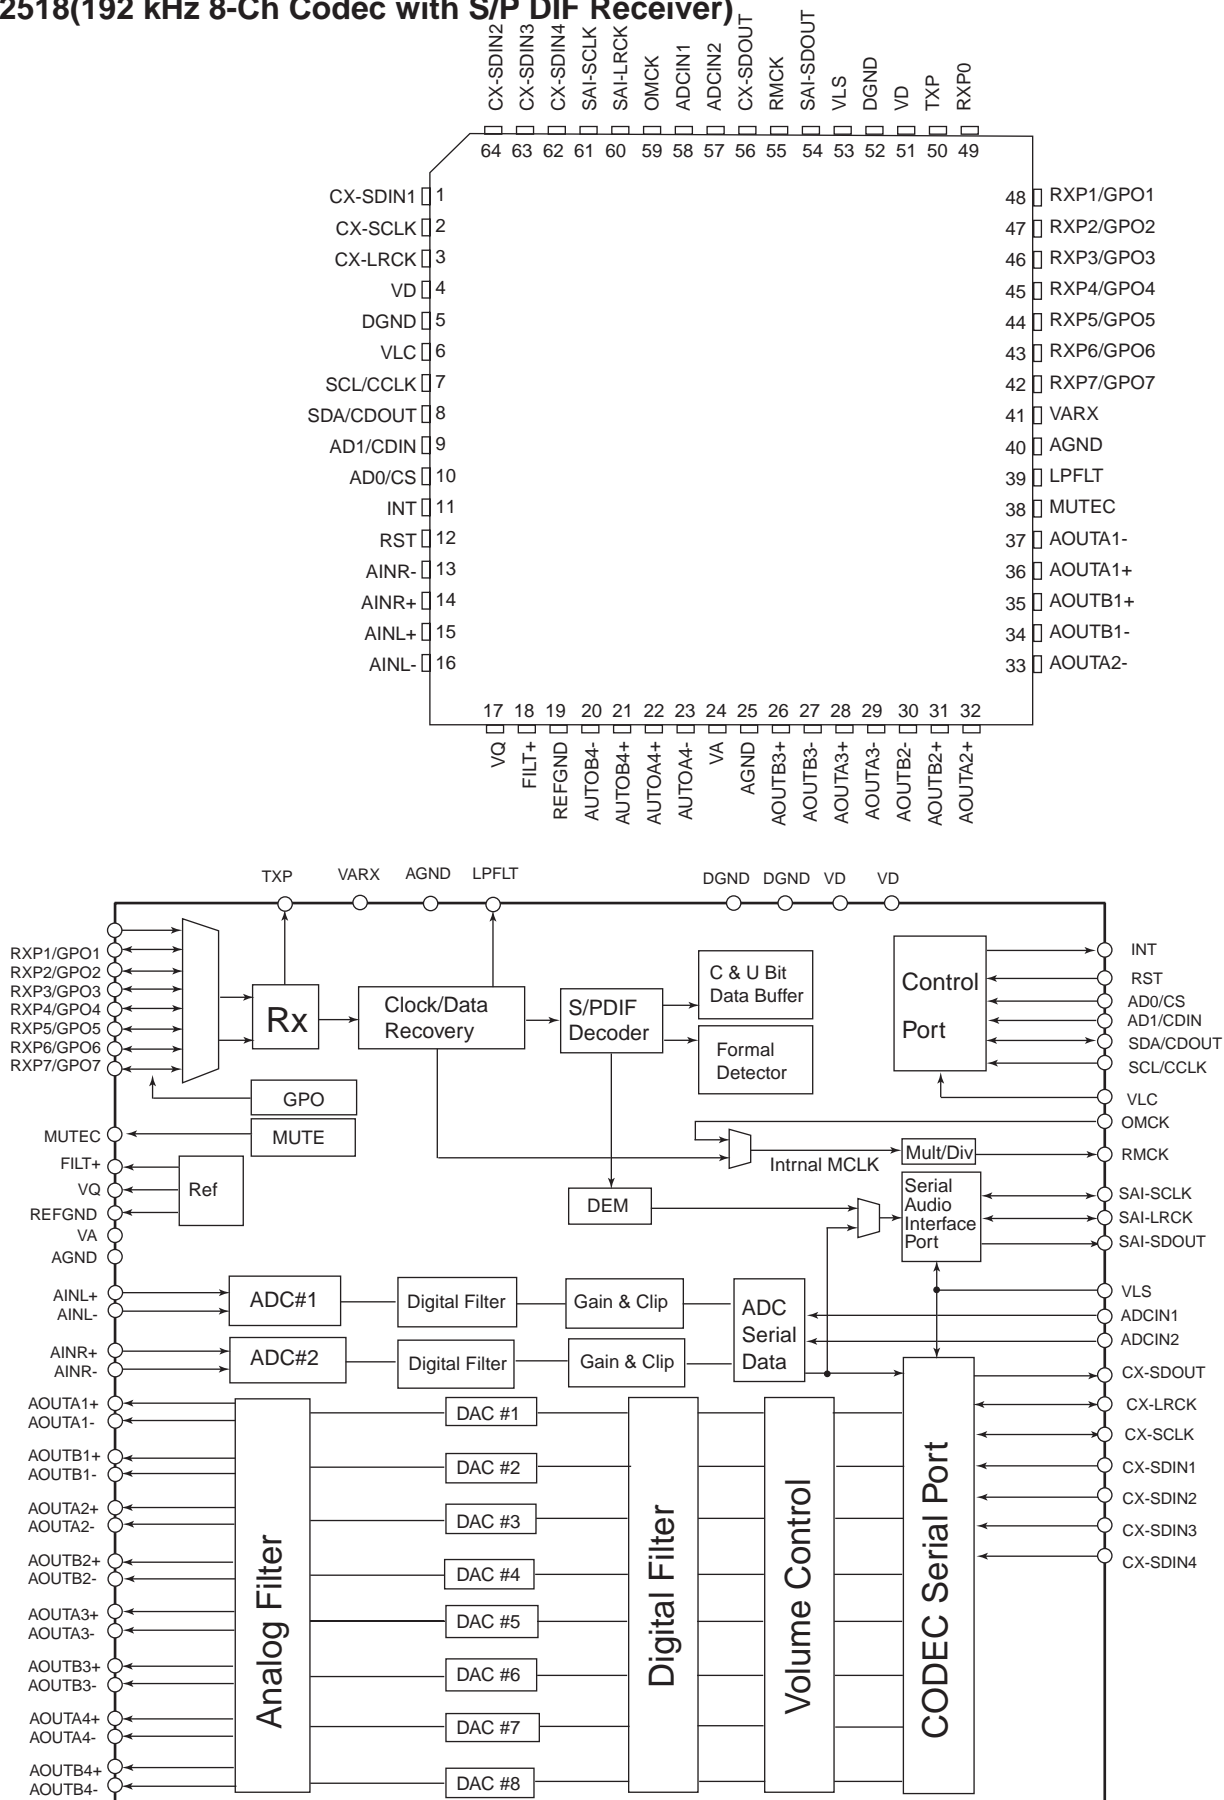 2518(192 kHz 8-Ch Codec with S/P DIF Receiver)
CX-SDIN2
CX-SDIN3
CX-SDIN4
SAI-SCLK
SAI-LRCK
OMCK
ADCIN1
ADCIN2
CX-SDOUT
RMCK
SAI-SDOUT
VLS
DGND
VD
TXP
RXP0
64 63 62 61 60 59 58 57 56 55 54 53 52 51 50 49
CX-SDIN1 1
CX-SCLK 2
CX-LRCK 3
VD 4
DGND 5
VLC 6
SCL/CCLK 7
SDA/CDOUT 8
AD1/CDIN 9
AD0/CS 10
INT 11
RST 12
AINR- 13
AINR+ 14
AINL+ 15
AINL- 16
48 RXP1/GPO1
47 RXP2/GPO2
46 RXP3/GPO3
45 RXP4/GPO4
44 RXP5/GPO5
43 RXP6/GPO6
42 RXP7/GPO7
41 VARX
40 AGND
39 LPFLT
38 MUTEC
37 AOUTA1-
36 AOUTA1+
35 AOUTB1+
34 AOUTB1-
33 AOUTA2-
17 18 19 20 21 22 23 24 25 26 27 28 29 30 31 32
VQ
FILT+
REFGND
AUTOB4-
AUTOB4+
AUTOA4+
AUTOA4-
VA
AGND
AOUTB3+
AOUTB3-
AOUTA3+
AOUTA3-
AOUTB2-
AOUTB2+
AOUTA2+
TXP VARX AGND LPFLT DGND DGND VD VD
RXP1/GPO1
RXP2/GPO2
RXP3/GPO3
RXP4/GPO4
RXP5/GPO5
RXP6/GPO6
RXP7/GPO7
MUTEC
FILT+
VQ
REFGND
VA
AGND
AINL+
AINL-
AINR+
AINR-
AOUTA1+
AOUTA1-
AOUTB1+
AOUTB1-
AOUTA2+
AOUTA2-
AOUTB2+
AOUTB2-
AOUTA3+
AOUTA3-
AOUTB3+
AOUTB3-
AOUTA4+
AOUTA4-
AOUTB4+
AOUTB4-
Rx
Clock/Data
Recovery
S/PDIF
Decoder
C & U Bit
Data Buffer
Formal
Detector
Control
Port
GPO
MUTE
Ref
Intrnal MCLK
Mult/Div
DEM
Serial
Audio
Interface
Port
ADC#1
Digital Filter
Gain & Clip
ADC
Serial
Data
ADC#2
Digital Filter
Gain & Clip
Analog Filter
DAC #1
DAC #2
DAC #3
DAC #4
DAC #5
DAC #6
DAC #7
DAC #8
Digital Filter
Volume Control
CODEC Serial Port
INT
RST
AD0/CS
AD1/CDIN
SDA/CDOUT
SCL/CCLK
VLC
OMCK
RMCK
SAI-SCLK
SAI-LRCK
SAI-SDOUT
VLS
ADCIN1
ADCIN2
CX-SDOUT
CX-LRCK
CX-SCLK
CX-SDIN1
CX-SDIN2
CX-SDIN3
CX-SDIN4